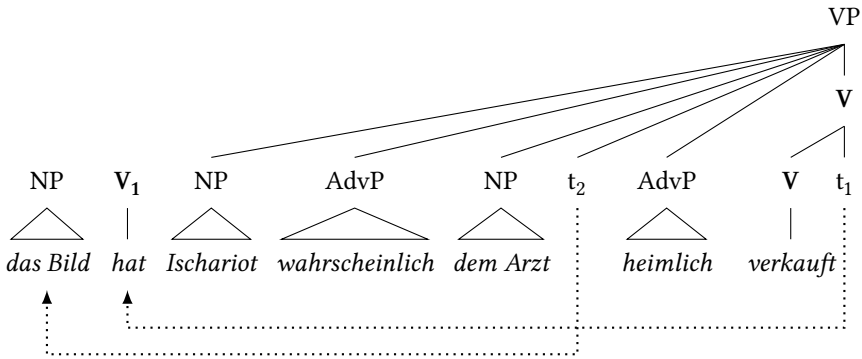 VP
V
NP V₁ NP AdvP NP t₂ AdvP V t₁
das Bild hat Ischariot wahrscheinlich dem Arzt heimlich verkauft